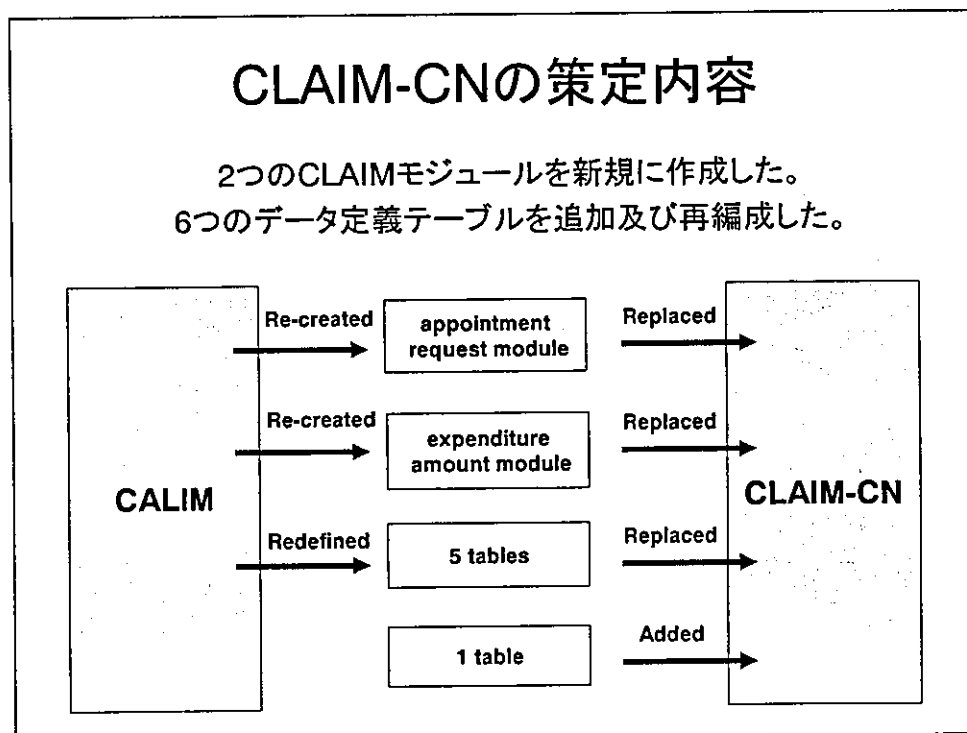 CLAIM-CNの策定内容
2つのCLAIMモジュールを新規に作成した。
6つのデータ定義テーブルを追加及び再編成した。
CALIM
Re-created
appointment
request module
Replaced
Re-created
expenditure
amount module
Replaced
Redefined
5 tables
Replaced
1 table
Added
CLAIM-CN